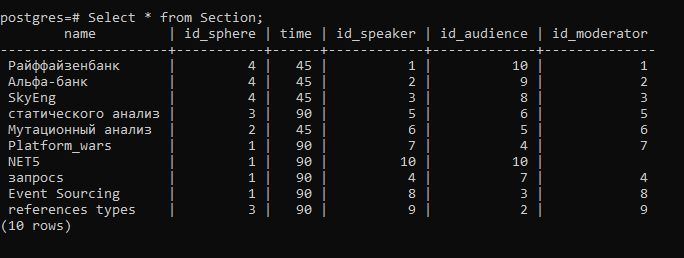 postgres=# Select * from Section;
name | id_sphere | time | id_speaker | id_audience | id_moderator
---------------------+-----------+------+------------+-------------+--------------
Райффайзенбанк | 4 | 45 | 1 | 10 | 1
Альфа-банк | 4 | 45 | 2 | 9 | 2
SkyEng | 4 | 45 | 3 | 8 | 3
статического анализ | 3 | 90 | 5 | 6 | 5
Мутационный анализ | 2 | 45 | 6 | 5 | 6
Platform_wars | 1 | 90 | 7 | 4 | 7
NET5 | 1 | 90 | 10 | 10 |
запросъ | 1 | 90 | 4 | 7 | 4
Event Sourcing | 1 | 90 | 8 | 3 | 8
references types | 3 | 90 | 9 | 2 | 9
(10 rows)